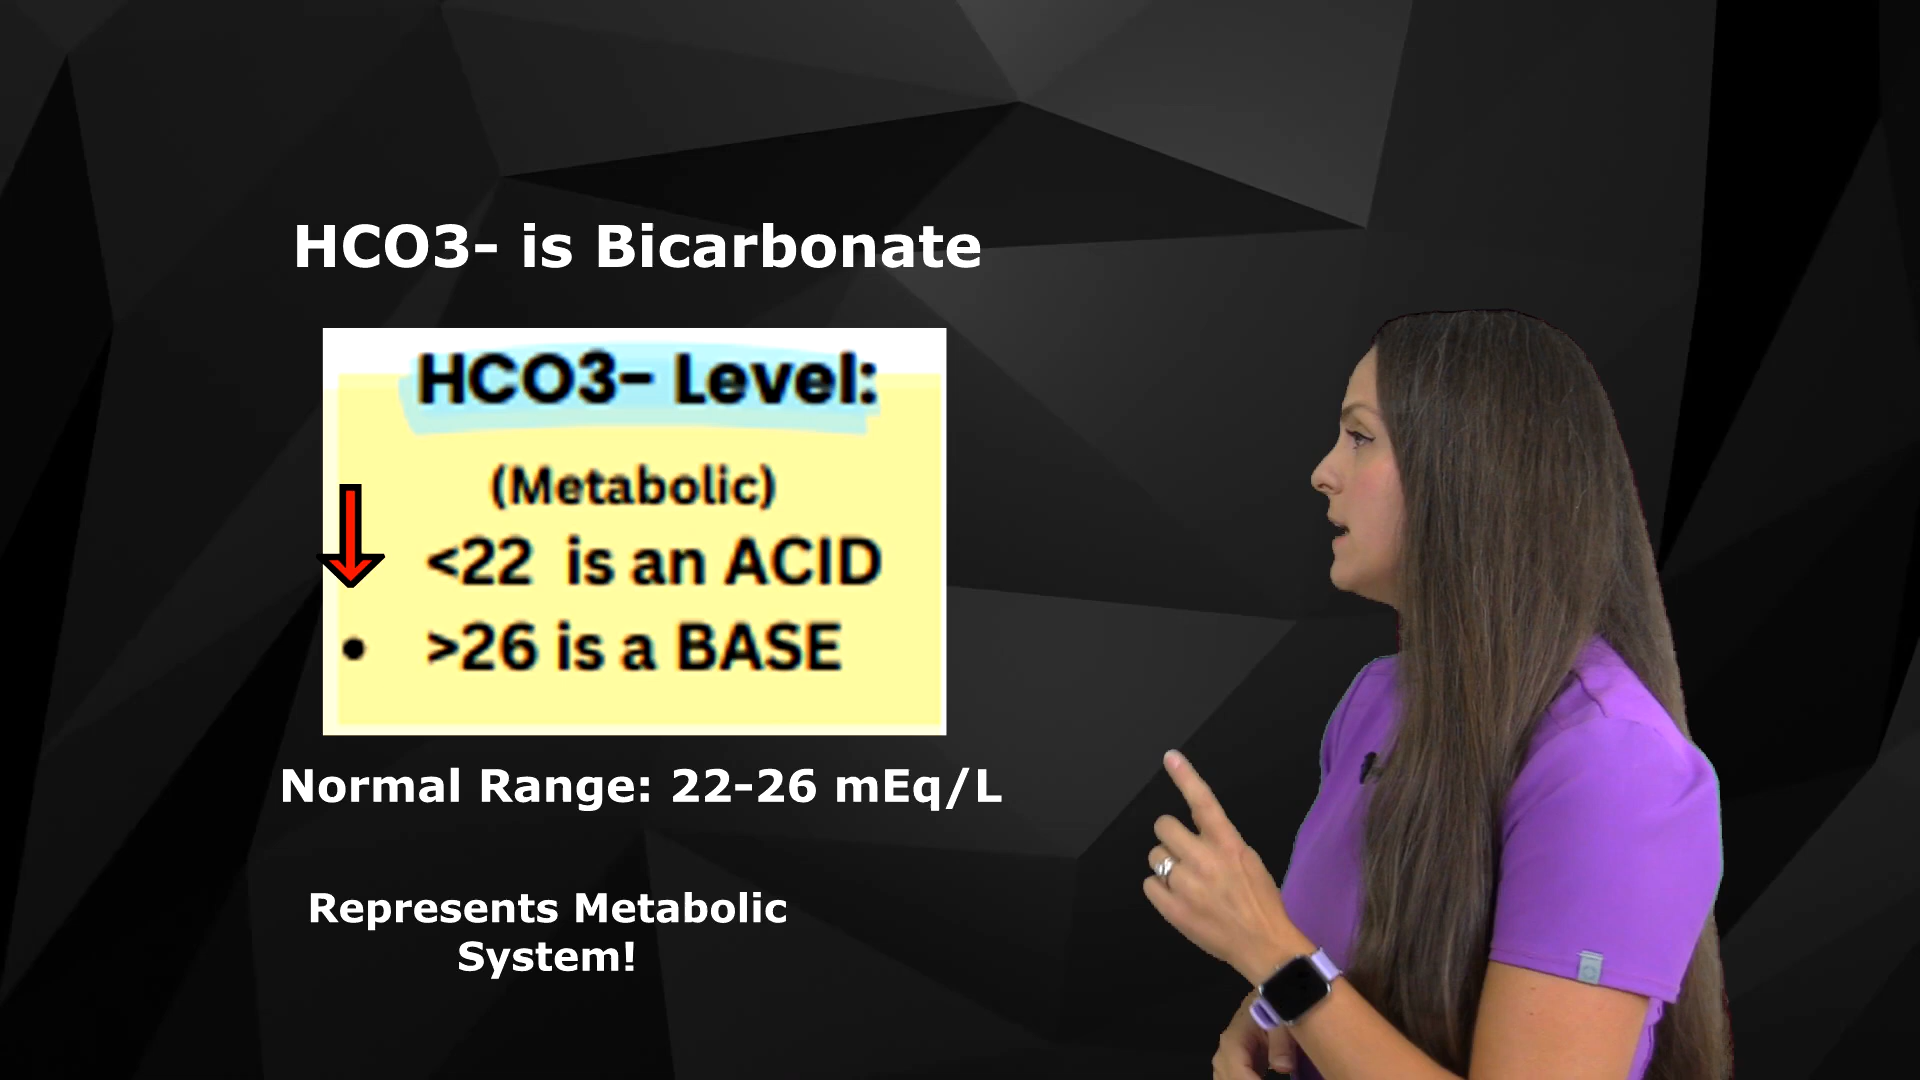 HCO3- is Bicarbonate
HCO3- Level:
(Metabolic)
<22 is an ACID
• >26 is a BASE
Normal Range: 22-26 mEq/L
Represents Metabolic
System!